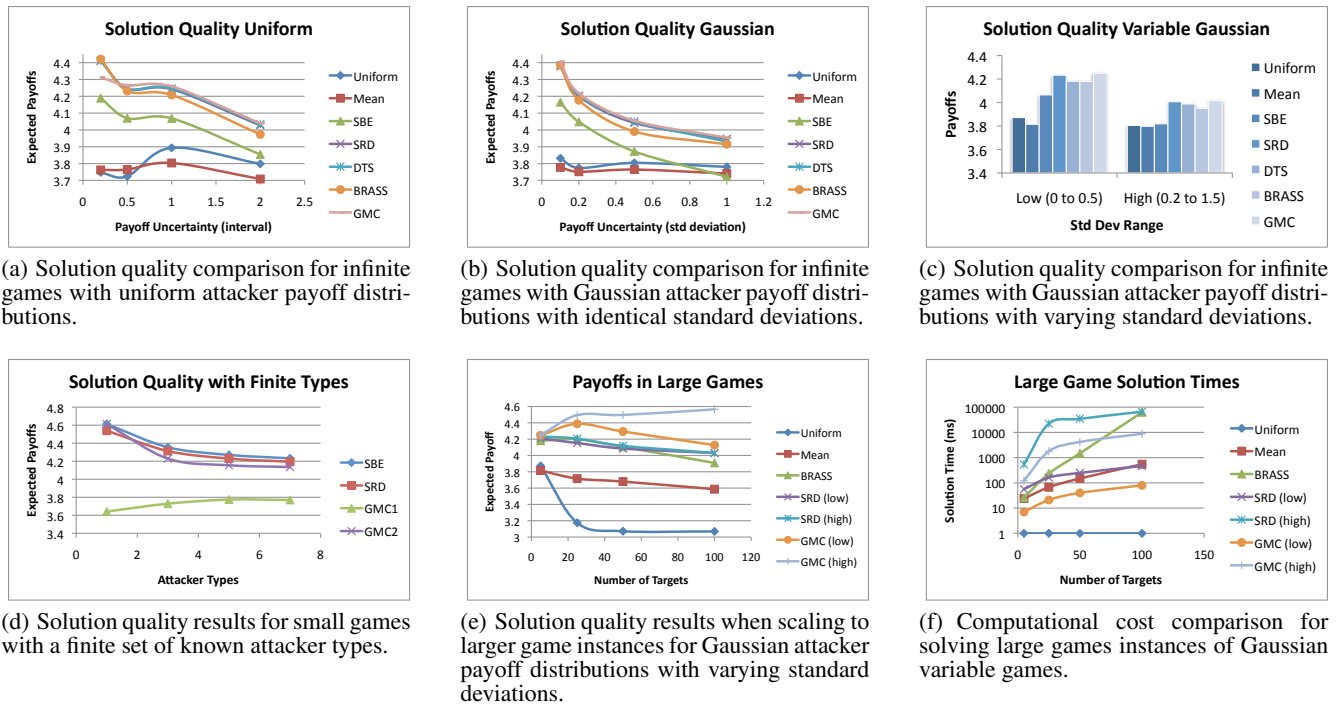 Solution Quality Uniform
Expected Payoffs
4.4
4.3
4.2
4.1
4
3.9
3.8
3.7
0 0.5 1 1.5 2 2.5
Payoff Uncertainty (interval)
Uniform
Mean
SBE
SRD
DTS
BRASS
GMC
(a) Solution quality comparison for infinite
games with uniform attacker payoff distri-
butions.
Solution Quality Gaussian
Expected Payoffs
4.4
4.3
4.2
4.1
4
3.9
3.8
3.7
0 0.2 0.4 0.6 0.8 1 1.2
Payoff Uncertainty (std deviation)
Uniform
Mean
SBE
SRD
DTS
BRASS
GMC
(b) Solution quality comparison for infinite
games with Gaussian attacker payoff distri-
butions with identical standard deviations.
Solution Quality Variable Gaussian
Payoffs
4.4
4.2
4
3.8
3.6
3.4
Low (0 to 0.5) High (0.2 to 1.5)
Std Dev Range
Uniform
Mean
SBE
SRD
DTS
BRASS
GMC
(c) Solution quality comparison for infinite
games with Gaussian attacker payoff distri-
butions with varying standard deviations.
Solution Quality with Finite Types
Expected Payoffs
4.8
4.6
4.4
4.2
4
3.8
3.6
3.4
0 2 4 6 8
Attacker Types
SBE
SRD
GMC1
GMC2
(d) Solution quality results for small games
with a finite set of known attacker types.
Payoffs in Large Games
Expected Payoff
4.6
4.4
4.2
4
3.8
3.6
3.4
3.2
3
0 20 40 60 80 100 120
Number of Targets
Uniform
Mean
BRASS
SRD (low)
SRD (high)
GMC (low)
GMC (high)
(e) Solution quality results when scaling to
larger game instances for Gaussian attacker
payoff distributions with varying standard
deviations.
Large Game Solution Times
Solution Time (ms)
100000
10000
1000
100
10
1
0 50 100 150
Number of Targets
Uniform
Mean
BRASS
SRD (low)
SRD (high)
GMC (low)
GMC (high)
(f) Computational cost comparison for
solving large games instances of Gaussian
variable games.